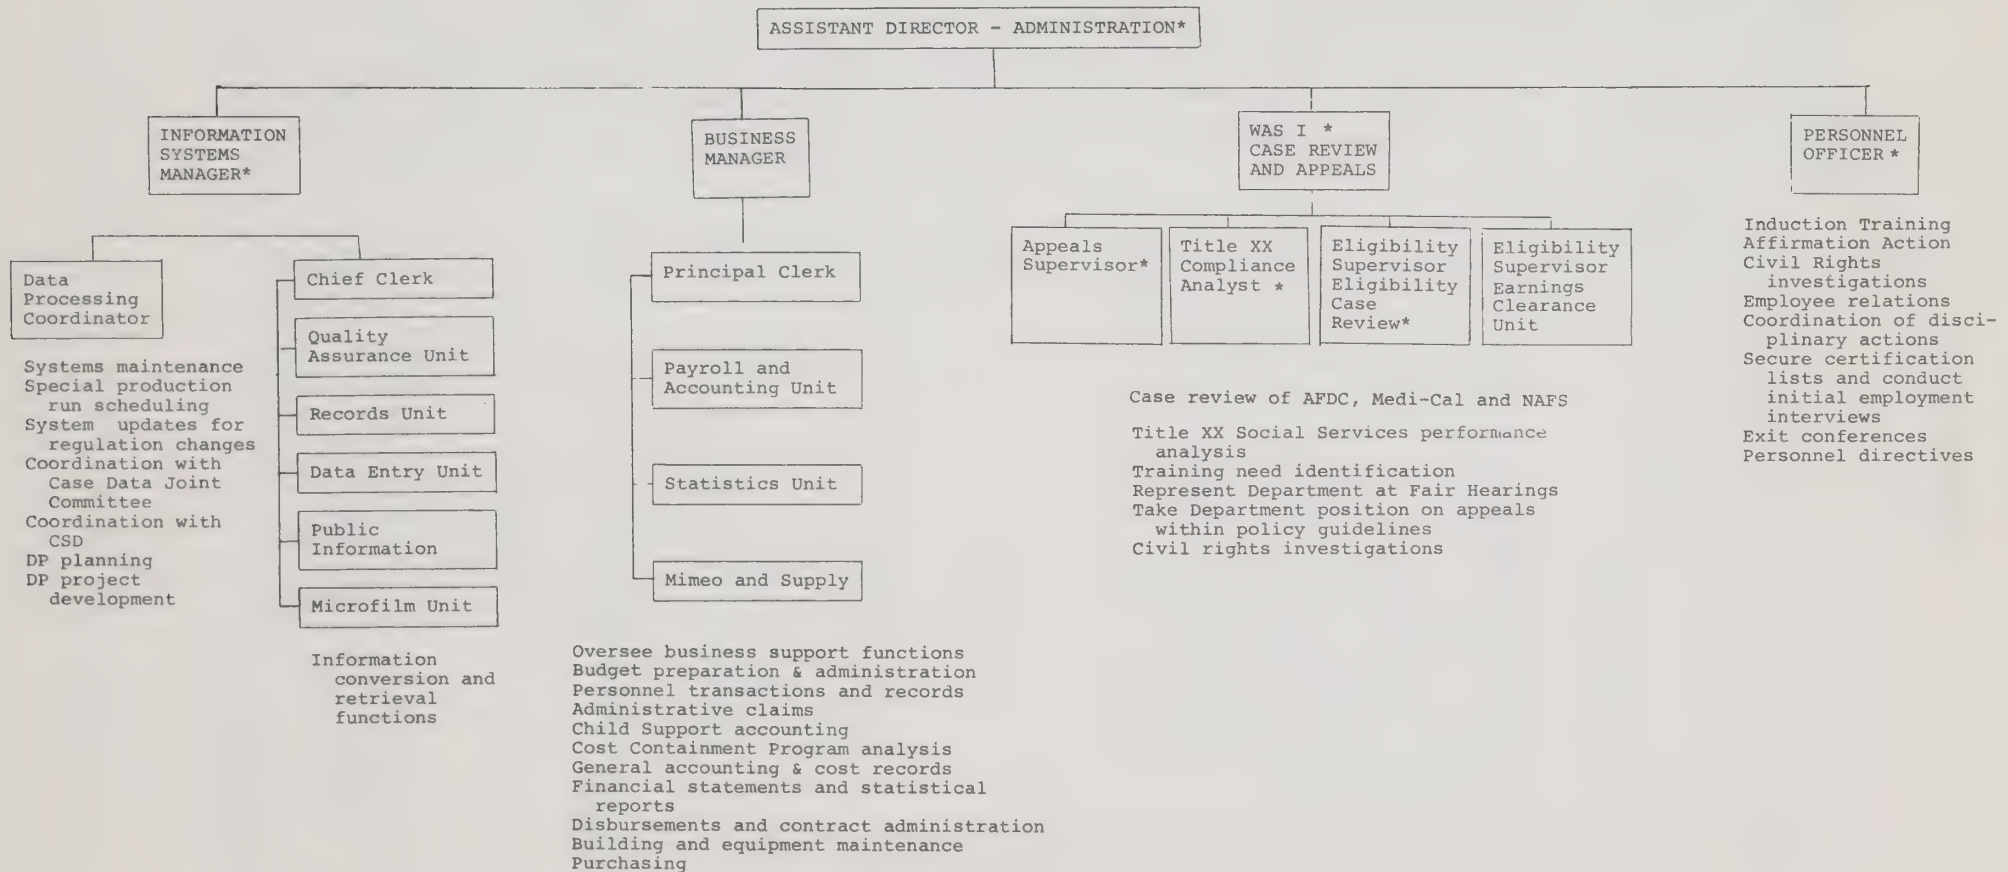 ASSISTANT DIRECTOR - ADMINISTRATION*
INFORMATION
SYSTEMS
MANAGER*
BUSINESS
MANAGER
WAS I *
CASE REVIEW
AND APPEALS
PERSONNEL
OFFICER *
Data
Processing
Coordinator
Systems maintenance
Special production
run scheduling
System updates for
regulation changes
Coordination with
Case Data Joint
Committee
Coordination with
CSD
DP planning
DP project
development
Chief Clerk
Quality
Assurance Unit
Records Unit
Data Entry Unit
Public
Information
Microfilm Unit
Information
conversion and
retrieval
functions
Principal Clerk
Payroll and
Accounting Unit
Statistics Unit
Mimeo and Supply
Oversee business support functions
Budget preparation & administration
Personnel transactions and records
Administrative claims
Child Support accounting
Cost Containment Program analysis
General accounting & cost records
Financial statements and statistical
reports
Disbursements and contract administration
Building and equipment maintenance
Purchasing
Appeals
Supervisor*
Title XX
Compliance
Analyst *
Eligibility
Supervisor
Eligibility
Case
Review*
Eligibility
Supervisor
Earnings
Clearance
Unit
Case review of AFDC, Medi-Cal and NAFS
Title XX Social Services performance
analysis
Training need identification
Represent Department at Fair Hearings
Take Department position on appeals
within policy guidelines
Civil rights investigations
Induction Training
Affirmation Action
Civil Rights
investigations
Employee relations
Coordination of disci-
plinary actions
Secure certification
lists and conduct
initial employment
interviews
Exit conferences
Personnel directives